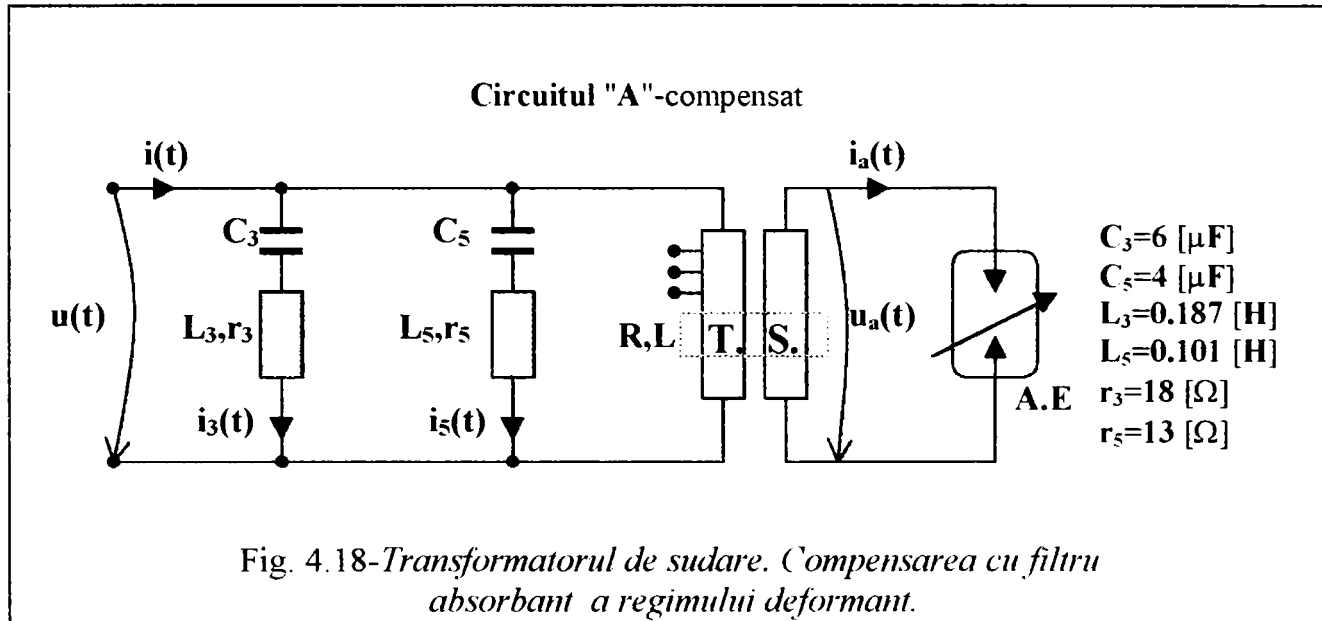 Circuitul "A"-compensat
i(t)
i_a(t)
C₃
C₅
u(t)
L₃,r₃
L₅,r₅
R,L
T. S.
u_a(t)
A.E
i₃(t)
i₅(t)
C₃=6 [μF]
C₅=4 [μF]
L₃=0.187 [H]
L₅=0.101 [H]
r₃=18 [Ω]
r₅=13 [Ω]
Fig. 4.18-Transformatorul de sudare. Compensarea cu filtru
absorbant a regimului deformant.